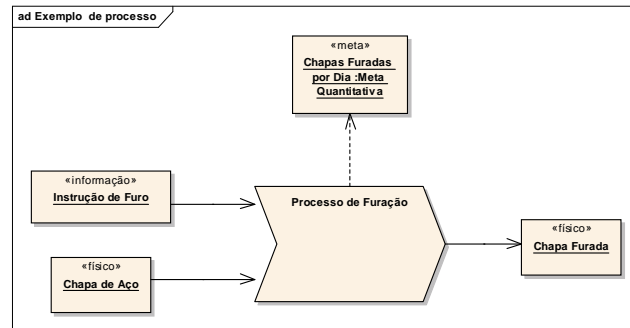 ad Exemplo de processo
«meta»
Chapas Furadas
por Dia :Meta
Quantitativa
«informação»
Instrução de Furo
Processo de Furação
«físico»
Chapa Furada
«físico»
Chapa de Aço